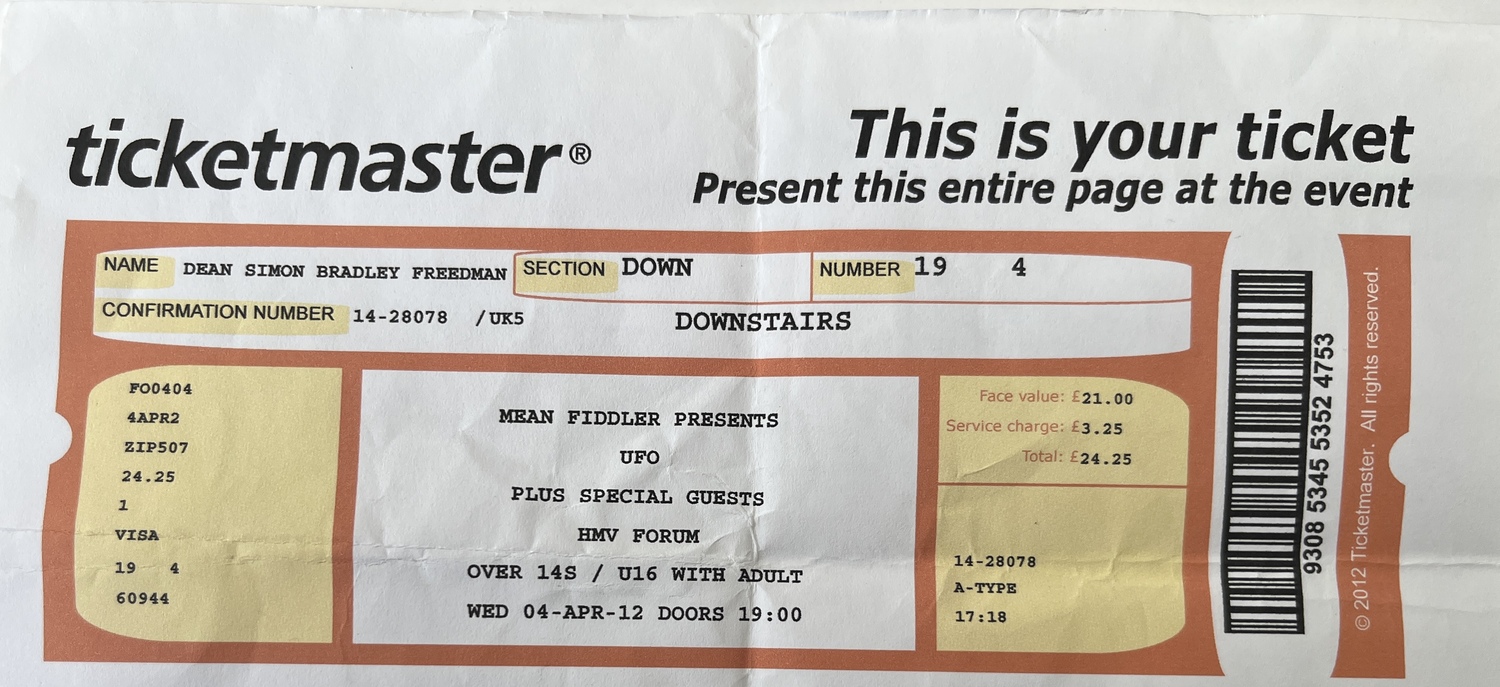 ticketmaster®
This is your ticket
Present this entire page at the event
NAME DEAN SIMON BRADLEY FREEDMAN SECTION DOWN NUMBER 19 4
CONFIRMATION NUMBER 14-28078 /UK5 DOWNSTAIRS
FO0404
4APR2
ZIP507
24.25
1
VISA
19 4
60944
MEAN FIDDLER PRESENTS
UFO
PLUS SPECIAL GUESTS
HMV FORUM
OVER 14S / U16 WITH ADULT
WED 04-APR-12 DOORS 19:00
Face value: £21.00
Service charge: £3.25
Total: £24.25
14-28078
A-TYPE
17:18
9308 5345 5352 4753
© 2012 Ticketmaster. All rights reserved.